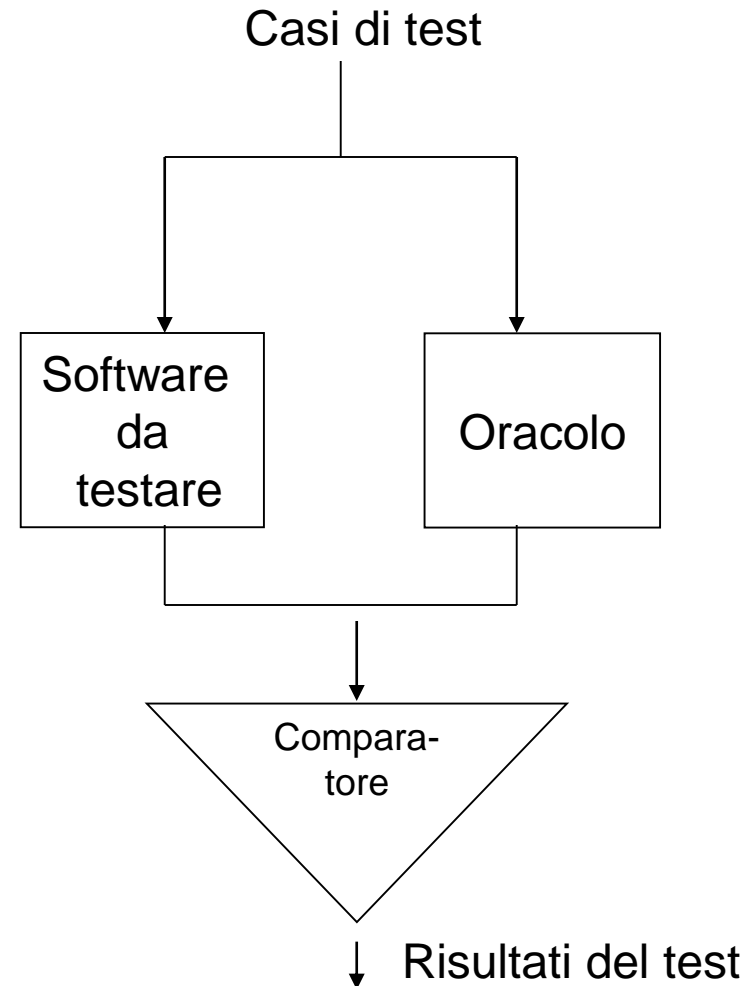 Casi di test
Software
da
testare
Oracolo
Compara-
tore
Risultati del test